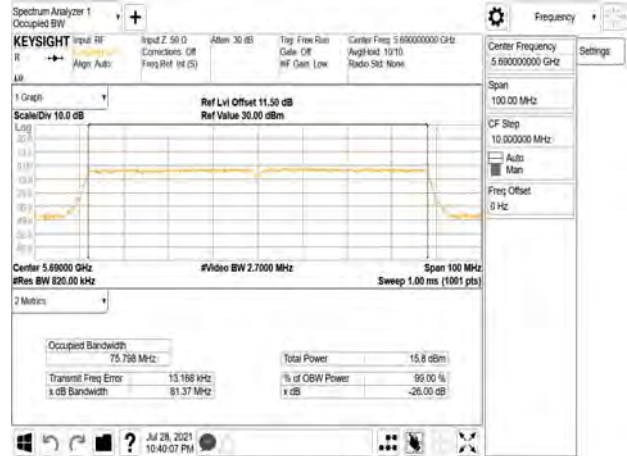 Spectrum Analyzer 1
Occupied BW
Frequency
KEYSIGHT Input: RF
R
Align: Auto
Input Z: 50 Ω
Corrections: Off
Freq Ref: Int (S)
Atten: 30 dB
Trig: Free Run
Gate: Off
#IF Gain: Low
Center Freq: 5.690000000 GHz
Avg|Hold: 10/10
Radio Std: None
Center Frequency
5.690000000 GHz
Settings
Span
100.00 MHz
CF Step
10.000000 MHz
Auto
Man
Freq Offset
0 Hz
1 Graph
Scale/Div 10.0 dB
Ref Lvl Offset 11.50 dB
Ref Value 30.00 dBm
Log
Center 5.69000 GHz
#Res BW 820.00 kHz
#Video BW 2.7000 MHz
Span 100 MHz
Sweep 1.00 ms (1001 pts)
2 Metrics
Occupied Bandwidth
75.798 MHz
Total Power 15.8 dBm
Transmit Freq Error 13.168 kHz
% of OBW Power 99.00 %
x dB Bandwidth 81.37 MHz
x dB -26.00 dB
Jul 28, 2021
10:40:07 PM